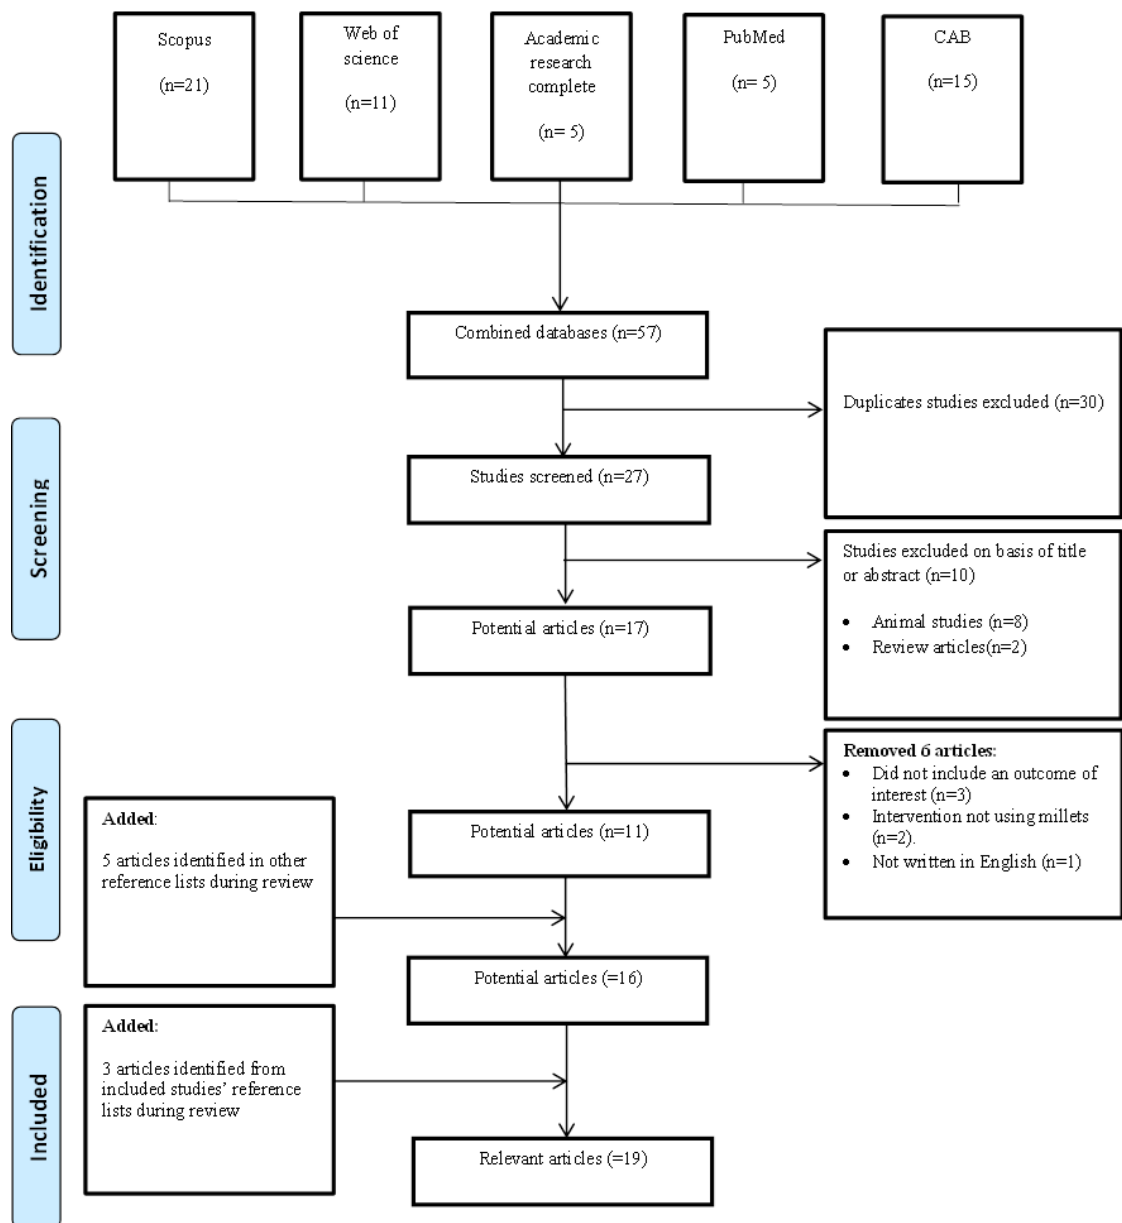 Scopus
(n=21)
Web of
science
(n=11)
Academic
research
complete
(n= 5)
PubMed
(n= 5)
CAB
(n=15)
Identification
Combined databases (n=57)
Duplicates studies excluded (n=30)
Screening
Studies screened (n=27)
Studies excluded on basis of title
or abstract (n=10)
• Animal studies (n=8)
• Review articles(n=2)
Potential articles (n=17)
Eligibility
Removed 6 articles:
• Did not include an outcome of
interest (n=3)
• Intervention not using millets
(n=2).
• Not written in English (n=1)
Potential articles (n=11)
Added:
5 articles identified in other
reference lists during review
Potential articles (=16)
Included
Added:
3 articles identified from
included studies’ reference
lists during review
Relevant articles (=19)